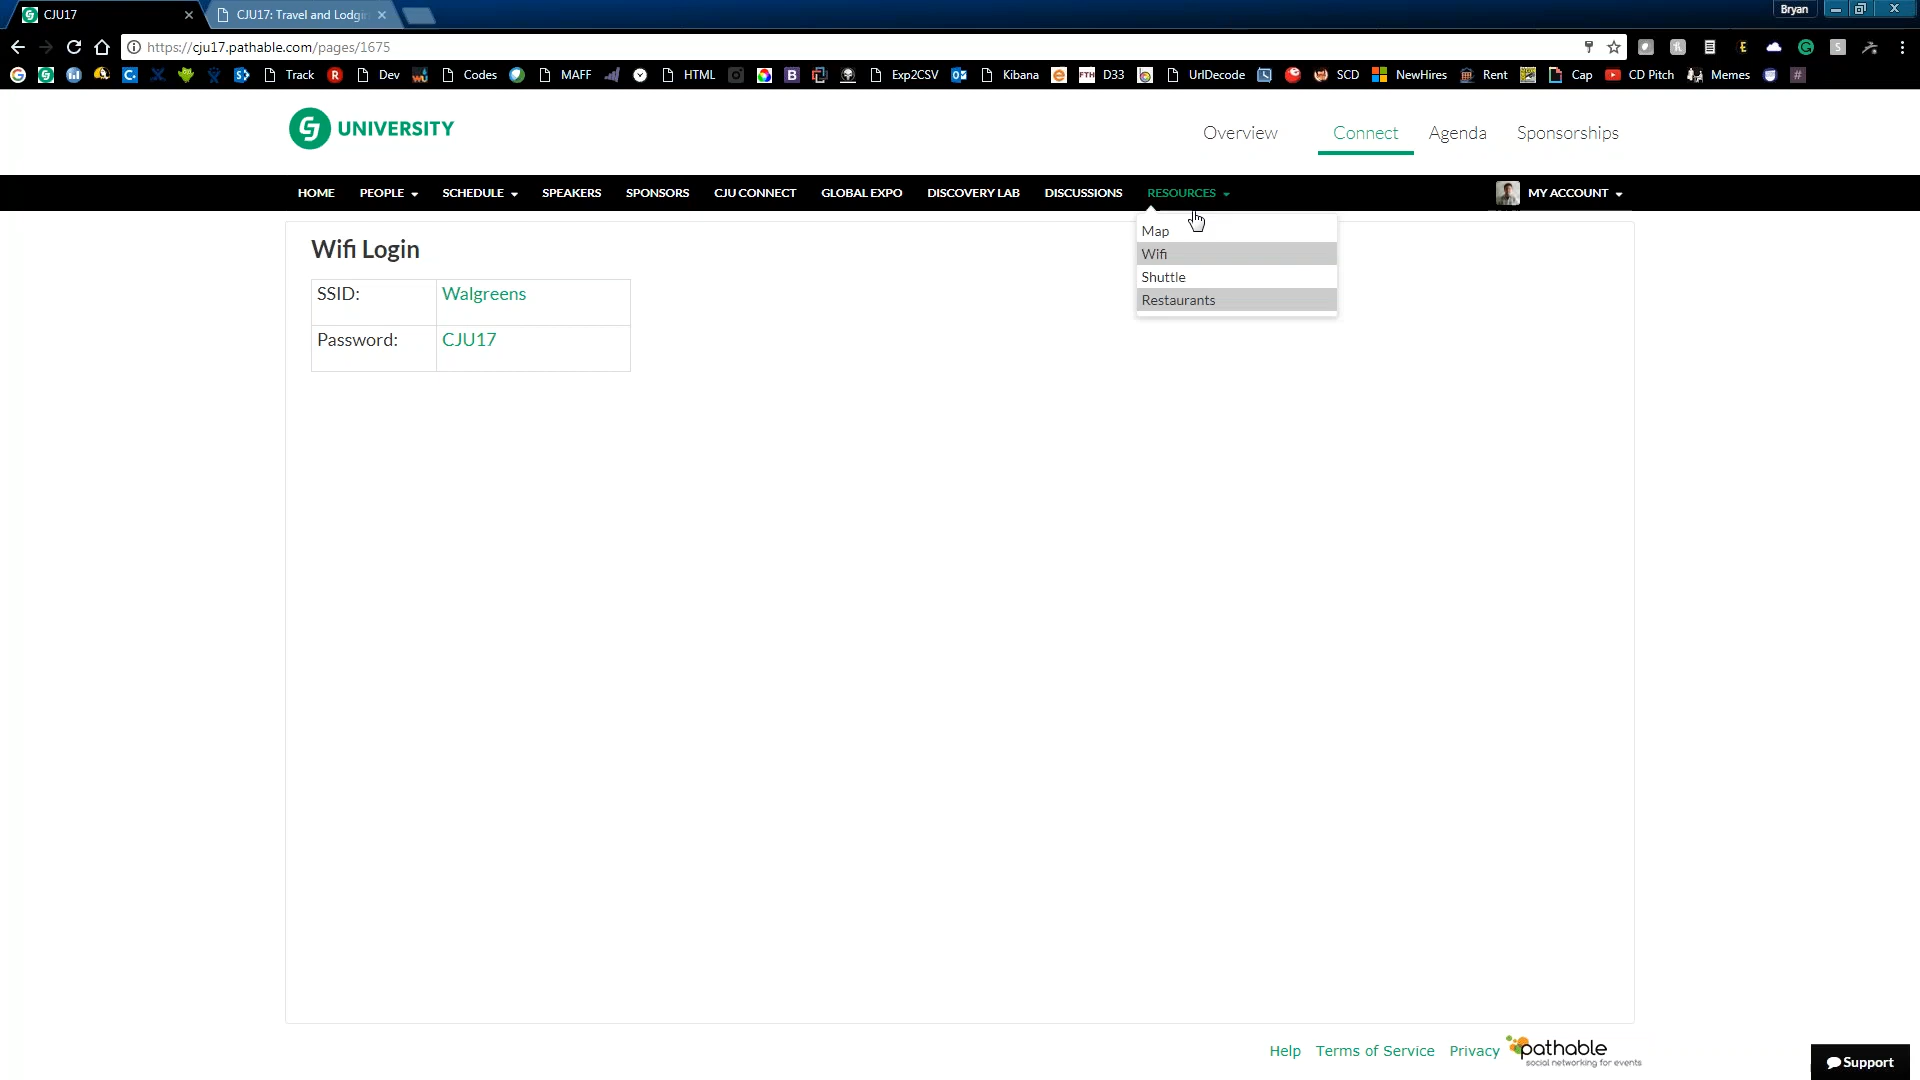 CJU17
CJU17: Travel and Lodgin
Bryan
https://cju17.pathable.com/pages/1675
Track Dev Codes MAFF HTML Exp2CSV Kibana D33 UrlDecode SCD NewHires Rent Cap CD Pitch Memes
UNIVERSITY
Overview Connect Agenda Sponsorships
HOME PEOPLE SCHEDULE SPEAKERS SPONSORS CJU CONNECT GLOBAL EXPO DISCOVERY LAB DISCUSSIONS RESOURCES MY ACCOUNT
Map
Wifi
Shuttle
Restaurants
Wifi Login
SSID: Walgreens
Password: CJU17
Help Terms of Service Privacy pathable
social networking for events
Support